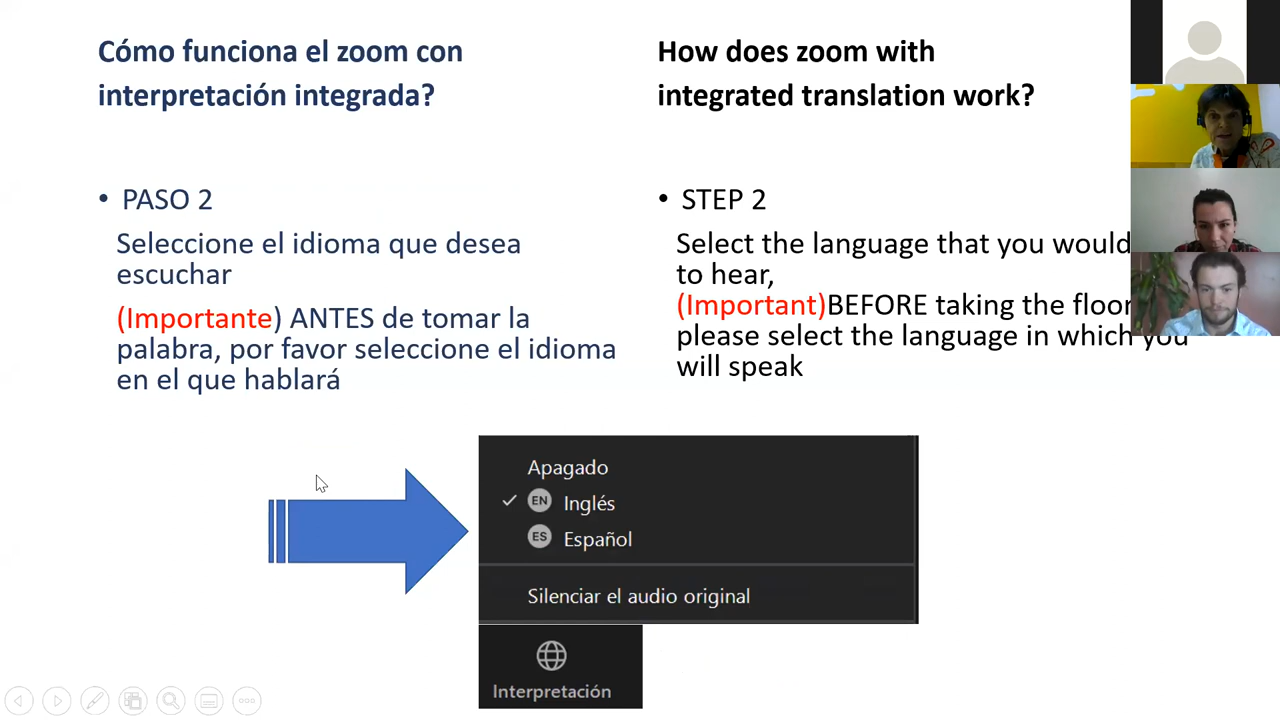 Cómo funciona el zoom con
interpretación integrada?
• PASO 2
Seleccione el idioma que desea
escuchar
(Importante) ANTES de tomar la
palabra, por favor seleccione el idioma
en el que hablará
How does zoom with
integrated translation work?
• STEP 2
Select the language that you would
to hear,
(Important)BEFORE taking the floor
please select the language in which you
will speak
Apagado
EN Inglés
ES Español
Silenciar el audio original
Interpretación